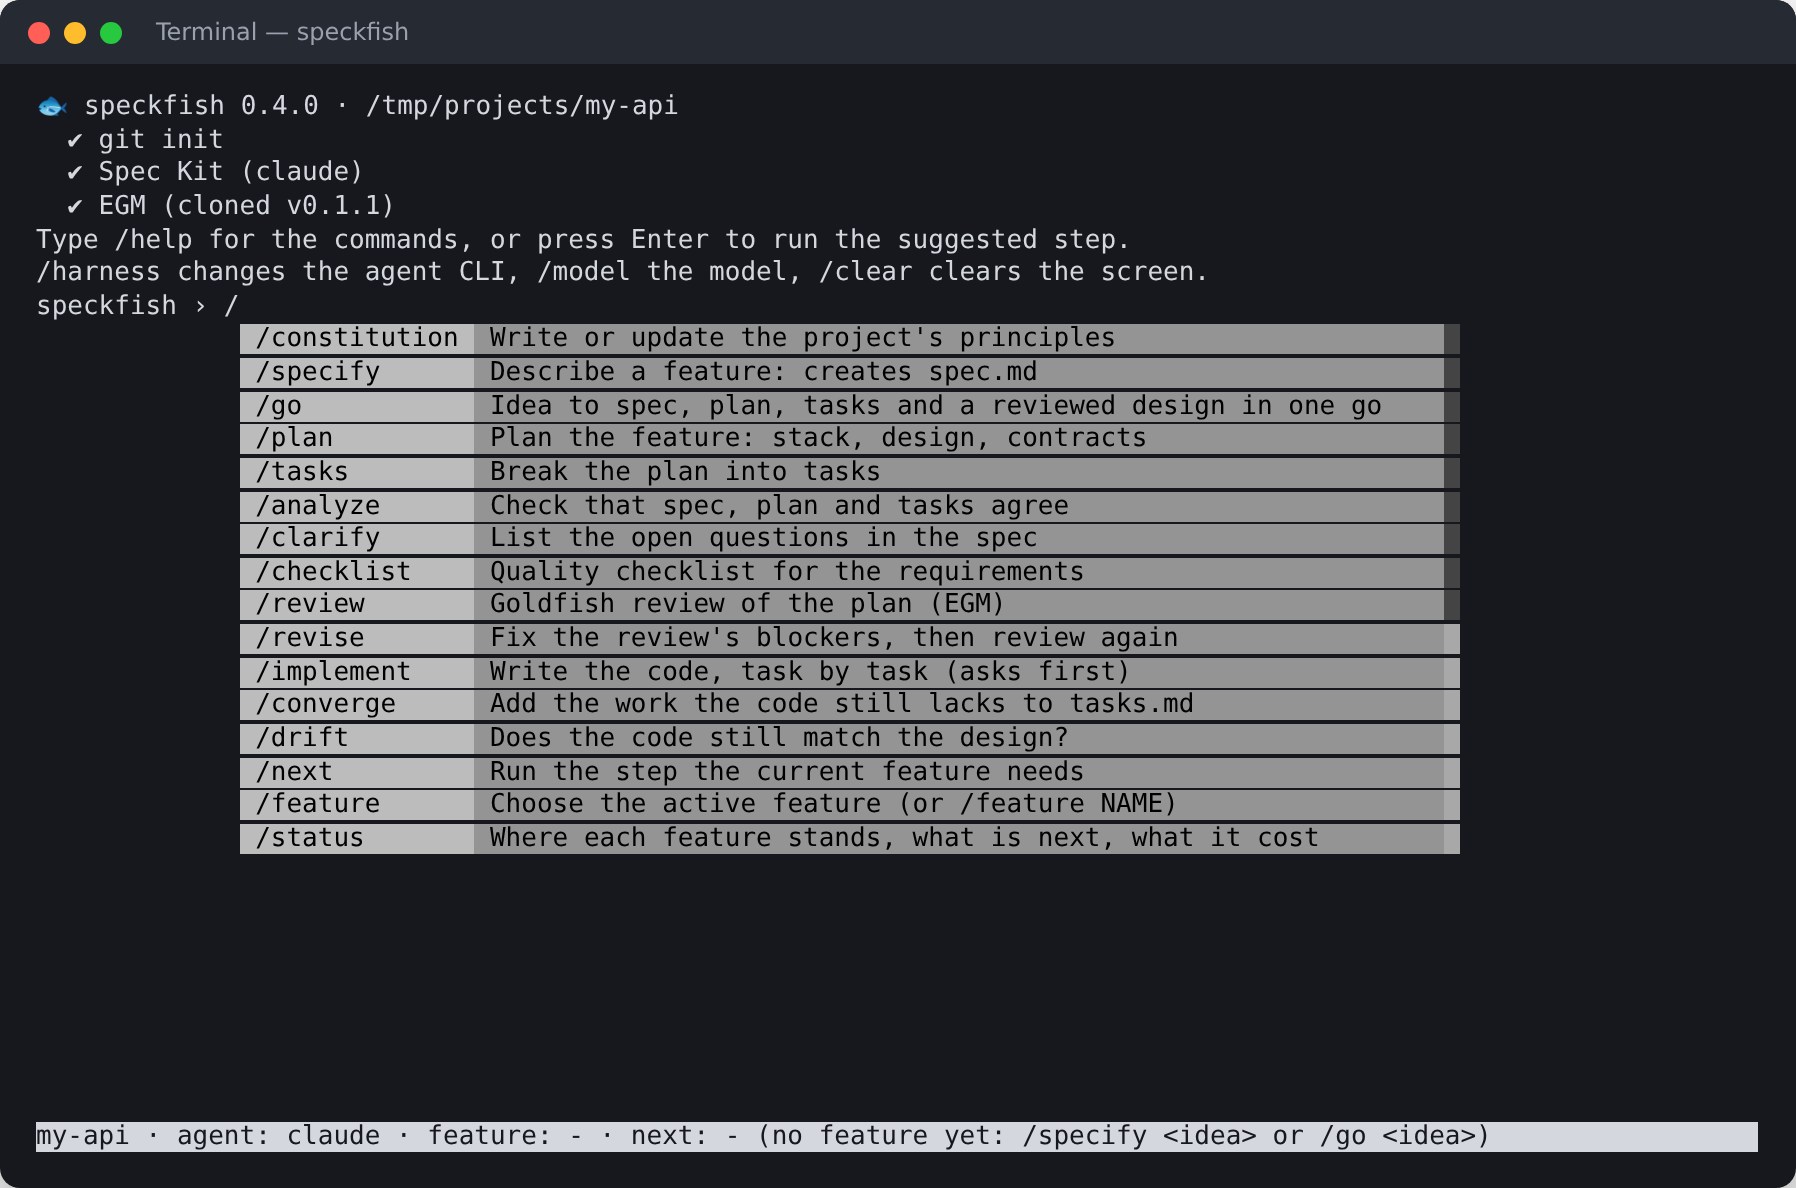 Terminal — speckfish
🐟 speckfish 0.4.0 · /tmp/projects/my-api
✔ git init
✔ Spec Kit (claude)
✔ EGM (cloned v0.1.1)
Type /help for the commands, or press Enter to run the suggested step.
/harness changes the agent CLI, /model the model, /clear clears the screen.
speckfish › /
/constitution Write or update the project's principles
/specify Describe a feature: creates spec.md
/go Idea to spec, plan, tasks and a reviewed design in one go
/plan Plan the feature: stack, design, contracts
/tasks Break the plan into tasks
/analyze Check that spec, plan and tasks agree
/clarify List the open questions in the spec
/checklist Quality checklist for the requirements
/review Goldfish review of the plan (EGM)
/revise Fix the review's blockers, then review again
/implement Write the code, task by task (asks first)
/converge Add the work the code still lacks to tasks.md
/drift Does the code still match the design?
/next Run the step the current feature needs
/feature Choose the active feature (or /feature NAME)
/status Where each feature stands, what is next, what it cost
my-api · agent: claude · feature: - · next: - (no feature yet: /specify <idea> or /go <idea>)